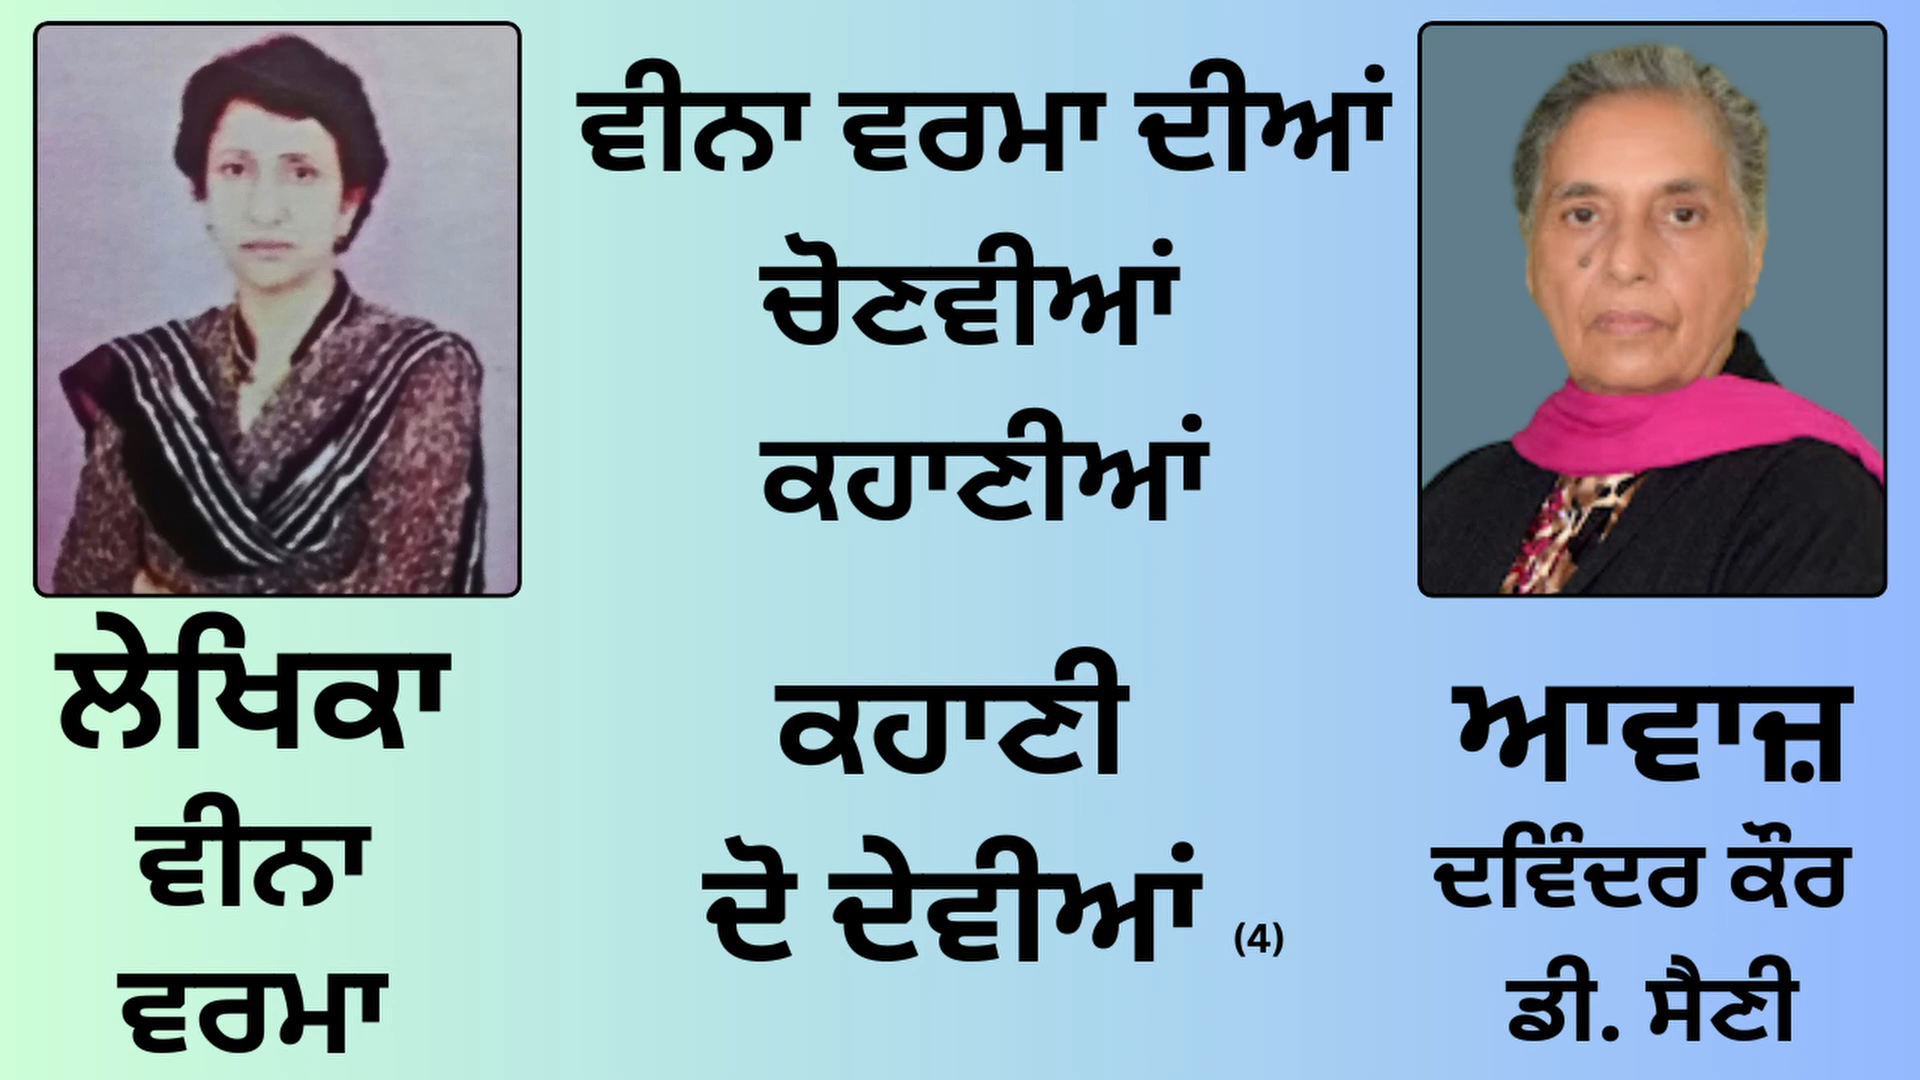 ਵੀਨਾ ਵਰਮਾ ਦੀਆਂ
ਚੋਣਵੀਆਂ
ਕਹਾਣੀਆਂ
ਲੇਖਿਕਾ
ਵੀਨਾ
ਵਰਮਾ
ਕਹਾਣੀ
ਦੋ ਦੇਵੀਆਂ (4)
ਆਵਾਜ਼
ਦਵਿੰਦਰ ਕੌਰ
ਡੀ. ਸੈਣੀ